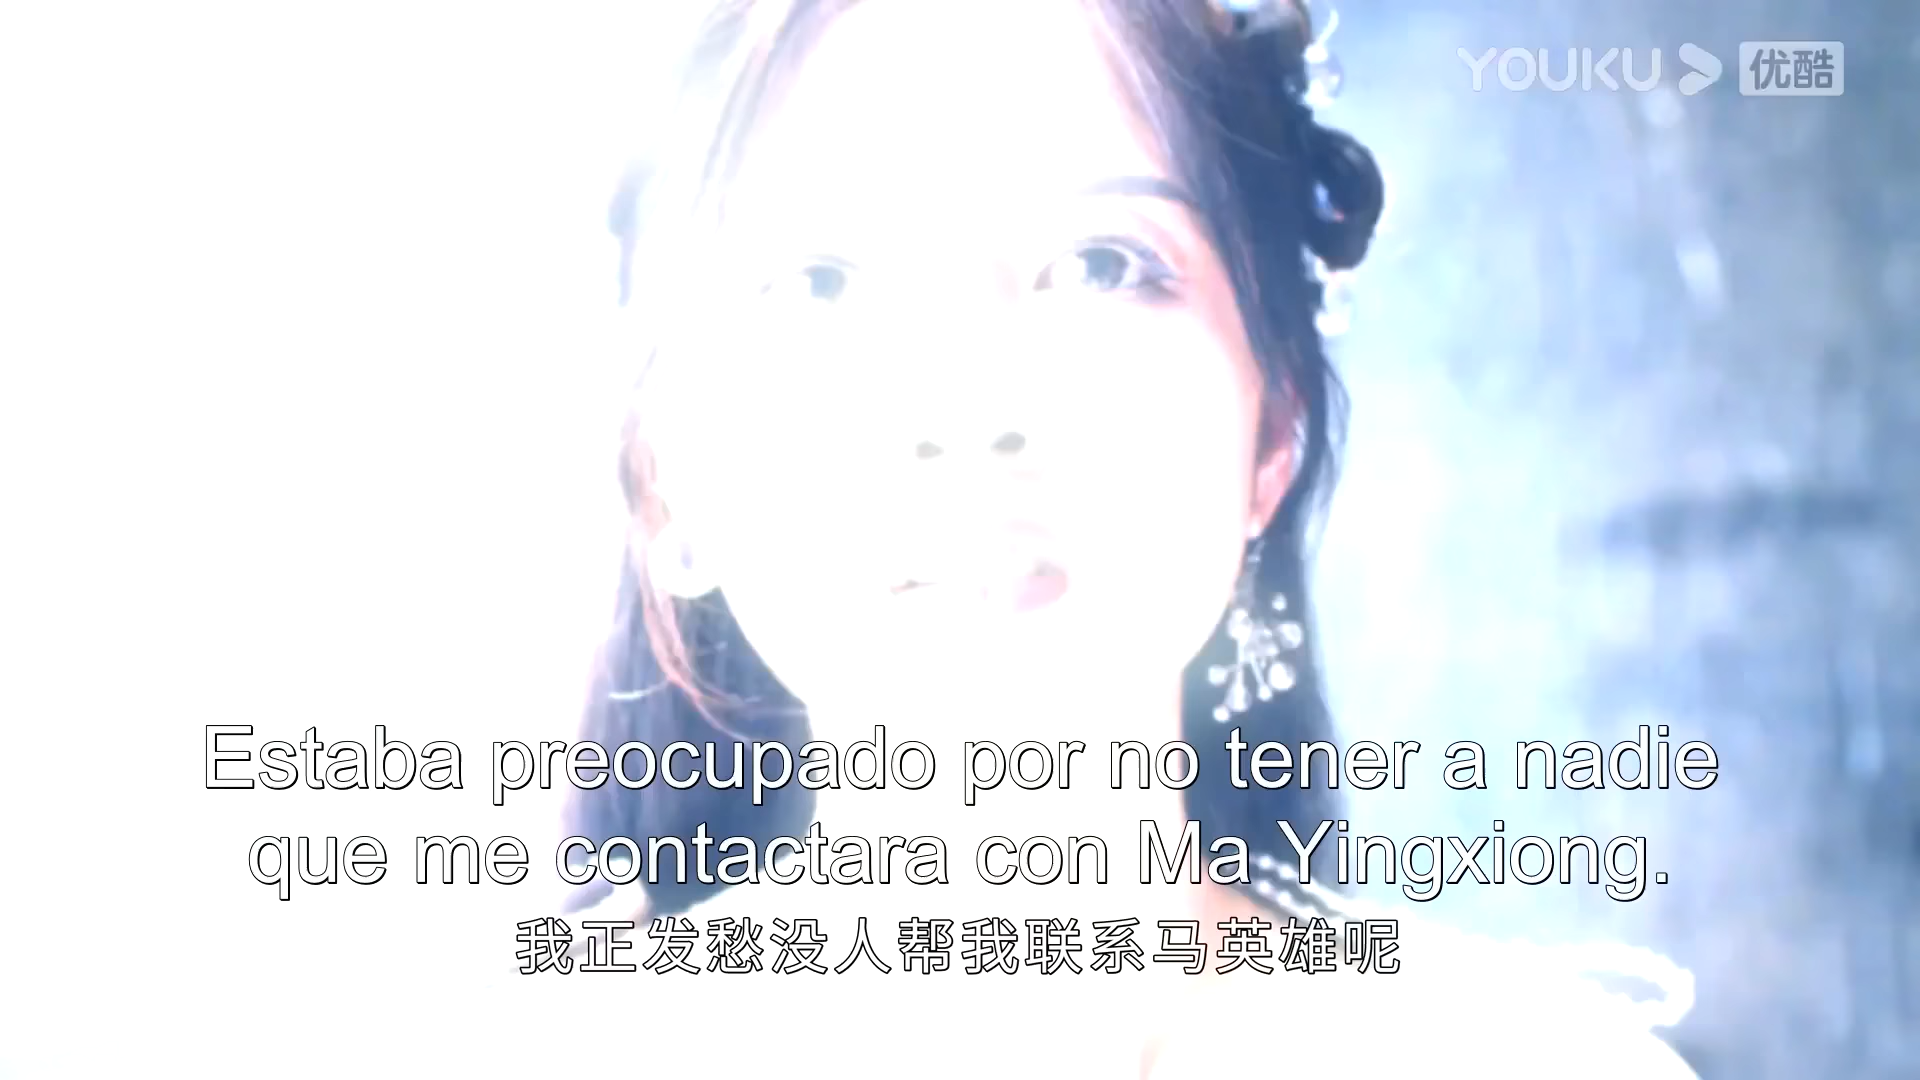 YOUKU 优酷
Estaba preocupado por no tener a nadie
que me contactara con Ma Yingxiong.
我正发愁没人帮我联系马英雄呢